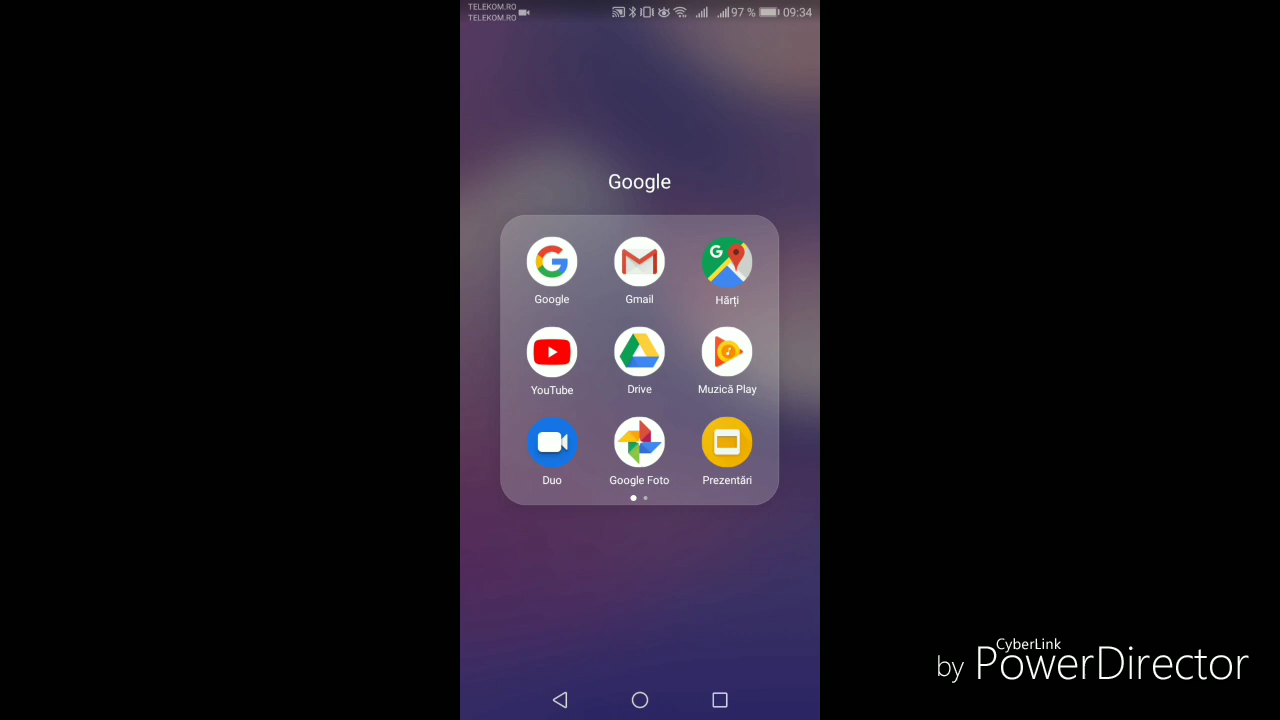 TELEKOM.RO
TELEKOM.RO
97 % 09:34
Google
Google Gmail Hărți
YouTube Drive Muzică Play
Duo Google Foto Prezentări
CyberLink
by PowerDirector